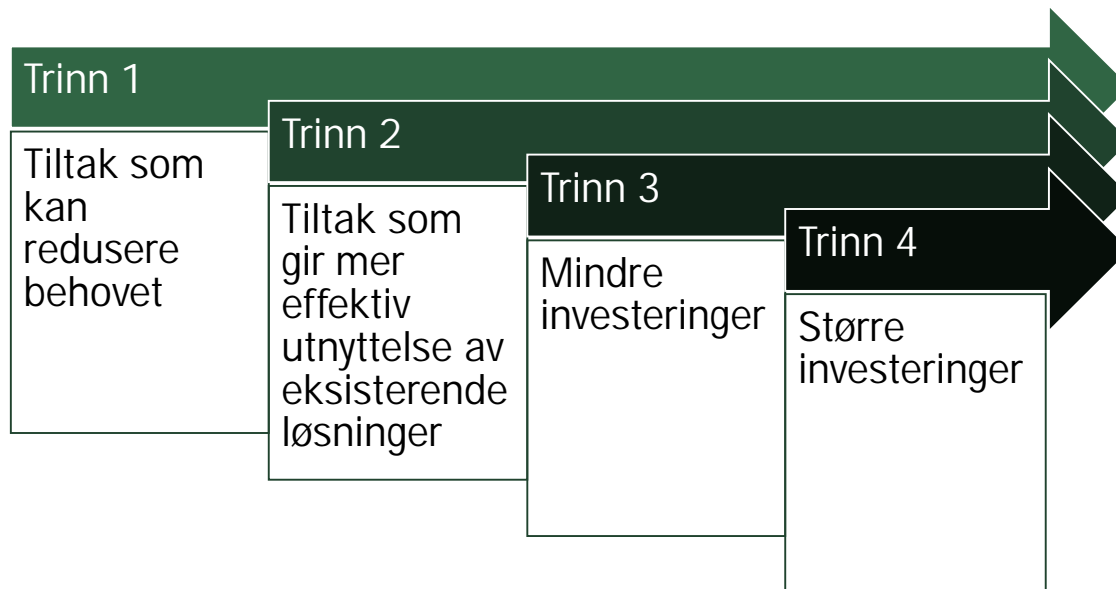 Trinn 1
Tiltak som
kan
redusere
behovet
Trinn 2
Tiltak som
gir mer
effektiv
utnyttelse av
eksisterende
løsninger
Trinn 3
Mindre
investeringer
Trinn 4
Større
investeringer